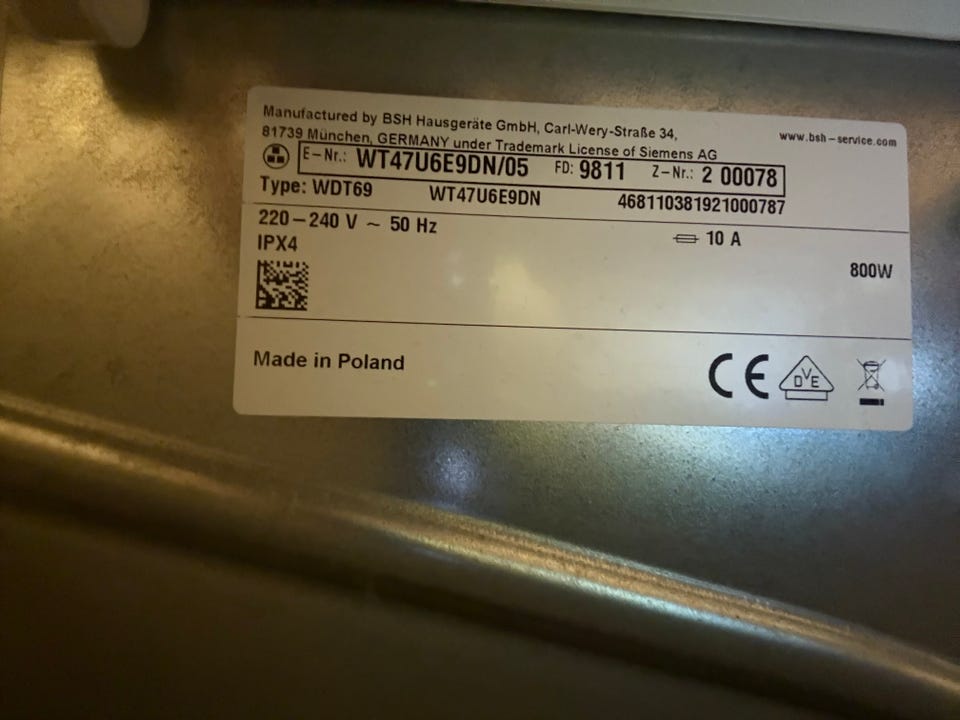 Manufactured by BSH Hausgeräte GmbH, Carl-Wery-Straße 34,
www.bsh-service.com
81739 München, GERMANY under Trademark License of Siemens AG
E-Nr.: WT47U6E9DN/05 FD: 9811 Z-Nr.: 2 00078
Type: WDT69 WT47U6E9DN 468110381921000787
220-240 V ~ 50 Hz 10 A
IPX4 800W
Made in Poland CE DVE